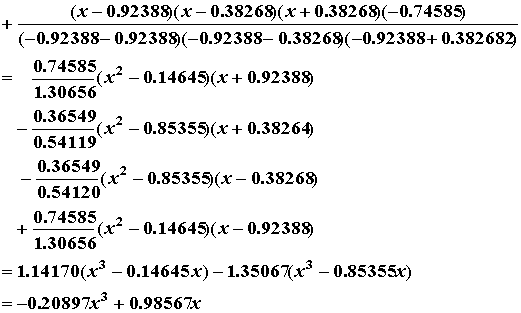 + (x − 0.92388)(x − 0.38268)(x + 0.38268)(−0.74585)
(−0.92388 − 0.92388)(−0.92388 − 0.38268)(−0.92388 + 0.382682)
= 0.74585/1.30656 (x² − 0.14645)(x + 0.92388)
− 0.36549/0.54119 (x² − 0.85355)(x + 0.38264)
− 0.36549/0.54120 (x² − 0.85355)(x − 0.38268)
+ 0.74585/1.30656 (x² − 0.14645)(x − 0.92388)
= 1.14170(x³ − 0.14645x) − 1.35067(x³ − 0.85355x)
= −0.20897x³ + 0.98567x